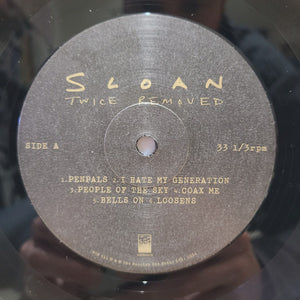 SLOAN
TWICE REMOVED
SIDE A 33 1/3rpm
1.PENPALS 2.I HATE MY GENERATION
3.PEOPLE OF THE SKY 4.COAX ME
5.BELLS ON 6.LOOSENS